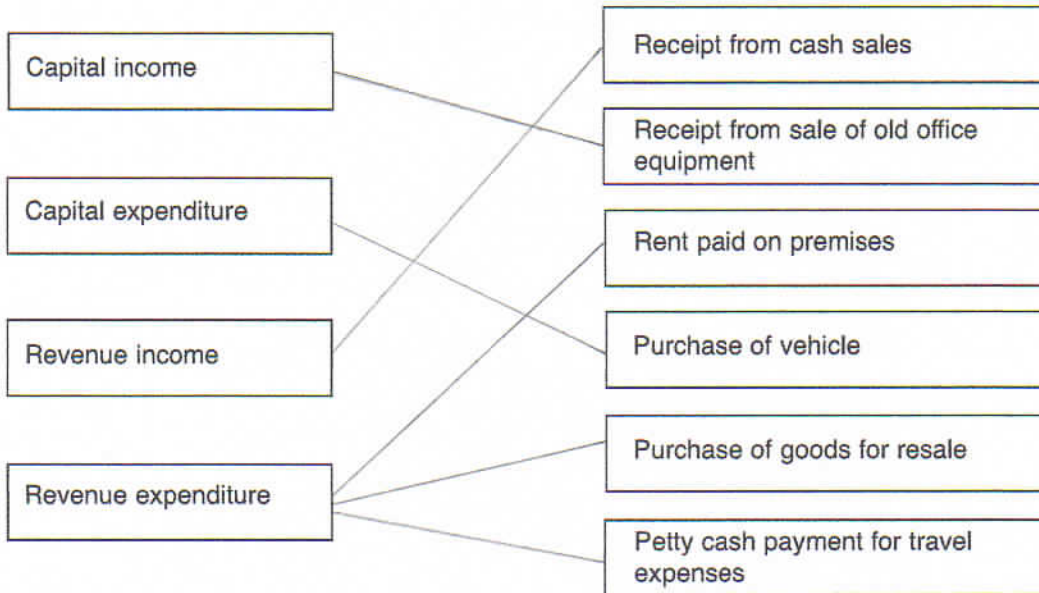 Capital income
Capital expenditure
Revenue income
Revenue expenditure
Receipt from cash sales
Receipt from sale of old office
equipment
Rent paid on premises
Purchase of vehicle
Purchase of goods for resale
Petty cash payment for travel
expenses